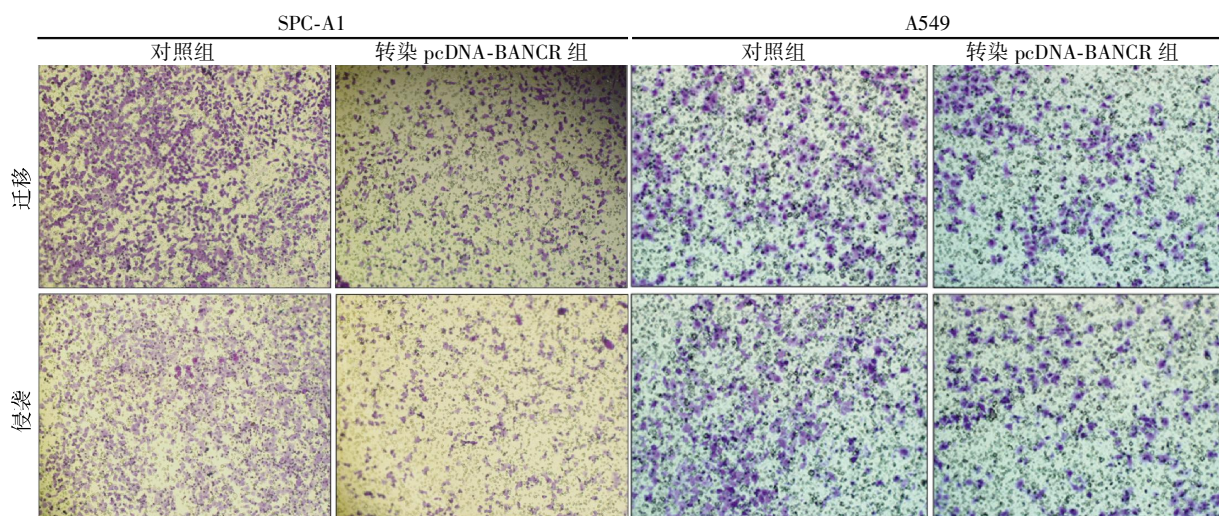 SPC-A1 A549
对照组 转染 pcDNA-BANCR 组 对照组 转染 pcDNA-BANCR 组
迁移
侵袭